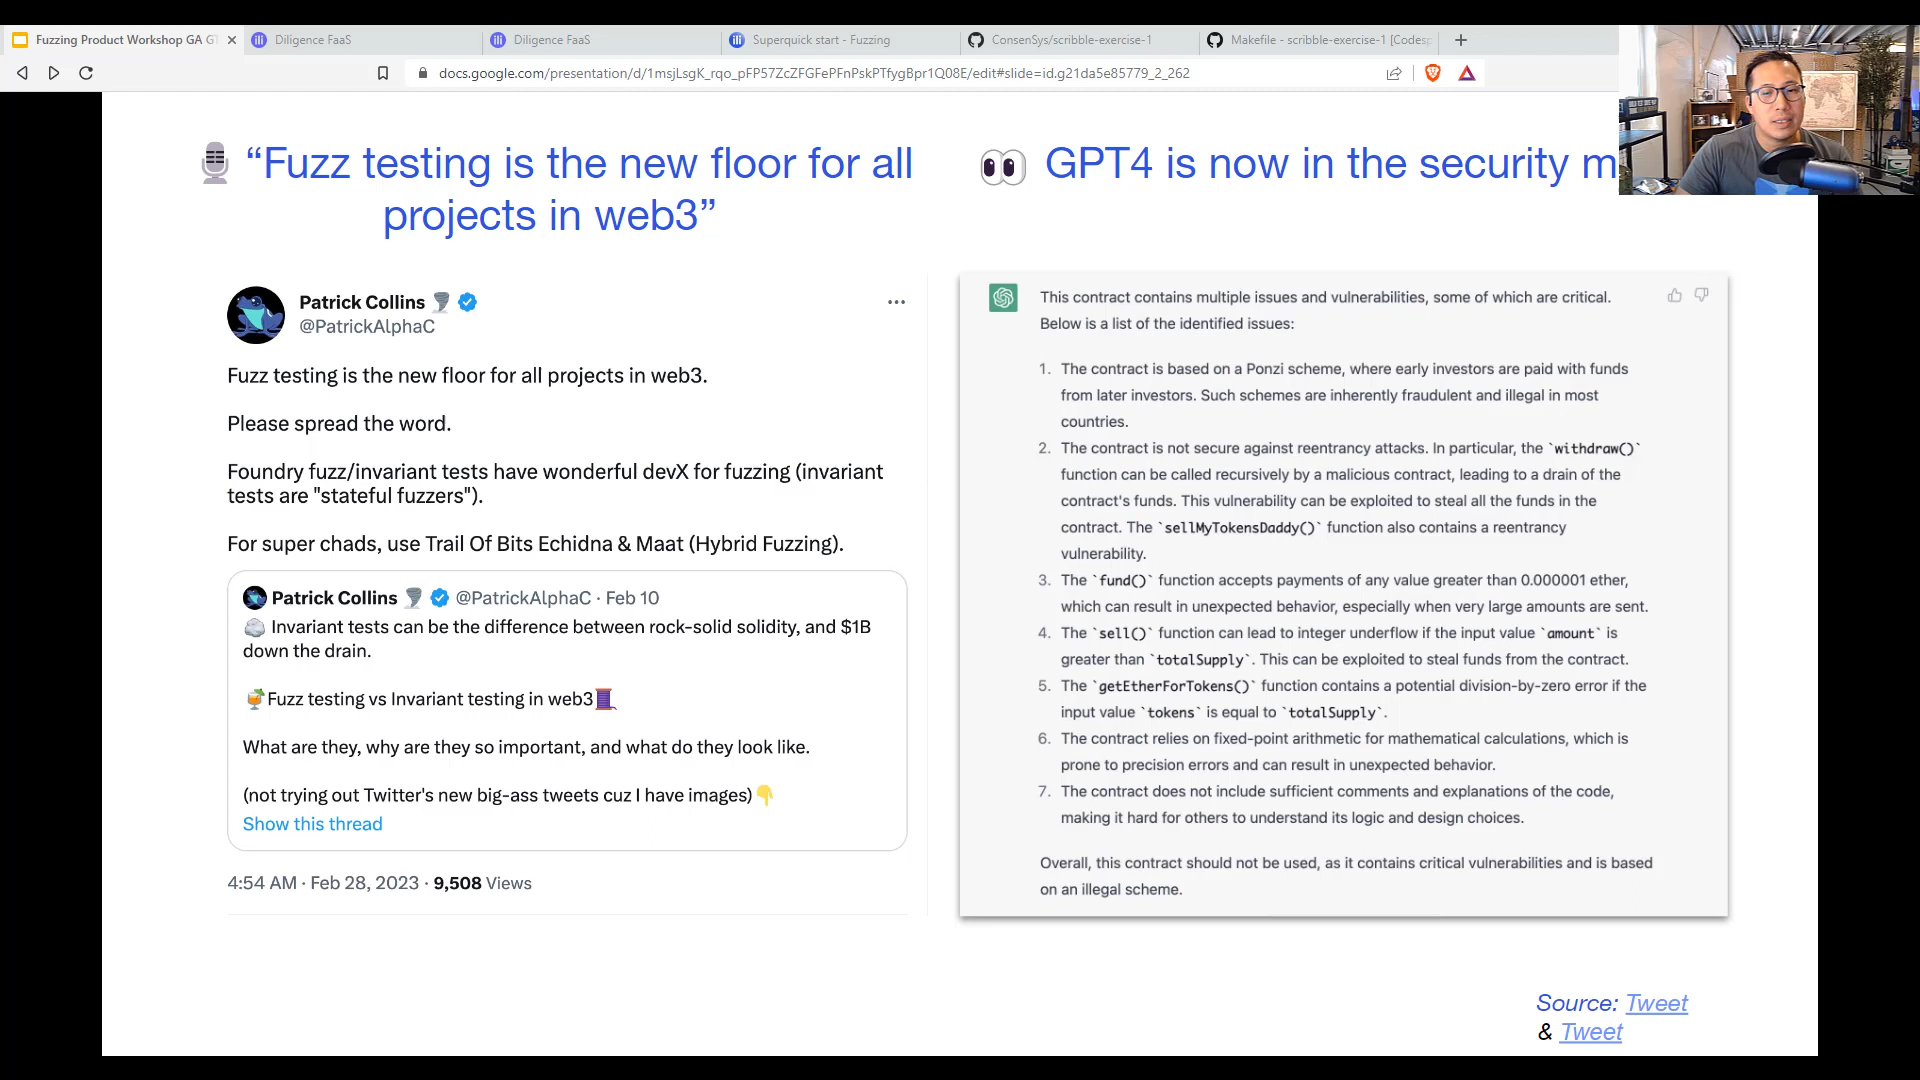 Fuzzing Product Workshop GA GT
Diligence FaaS
Diligence FaaS
Superquick start - Fuzzing
ConsenSys/scribble-exercise-1
Makefile - scribble-exercise-1 [Codesp
docs.google.com/presentation/d/1msjLsgK_rqo_pFP57ZcZFGFePFnPskPTfygBpr1Q08E/edit#slide=id.g21da5e85779_2_262
“Fuzz testing is the new floor for all
projects in web3”
Patrick Collins
@PatrickAlphaC
Fuzz testing is the new floor for all projects in web3.
Please spread the word.
Foundry fuzz/invariant tests have wonderful devX for fuzzing (invariant
tests are "stateful fuzzers").
For super chads, use Trail Of Bits Echidna & Maat (Hybrid Fuzzing).
Patrick Collins @PatrickAlphaC · Feb 10
Invariant tests can be the difference between rock-solid solidity, and $1B
down the drain.
Fuzz testing vs Invariant testing in web3
What are they, why are they so important, and what do they look like.
(not trying out Twitter's new big-ass tweets cuz I have images)
Show this thread
4:54 AM · Feb 28, 2023 · 9,508 Views
GPT4 is now in the security m
This contract contains multiple issues and vulnerabilities, some of which are critical.
Below is a list of the identified issues:
1. The contract is based on a Ponzi scheme, where early investors are paid with funds
from later investors. Such schemes are inherently fraudulent and illegal in most
countries.
2. The contract is not secure against reentrancy attacks. In particular, the `withdraw()`
function can be called recursively by a malicious contract, leading to a drain of the
contract's funds. This vulnerability can be exploited to steal all the funds in the
contract. The `sellMyTokensDaddy()` function also contains a reentrancy
vulnerability.
3. The `fund()` function accepts payments of any value greater than 0.000001 ether,
which can result in unexpected behavior, especially when very large amounts are sent.
4. The `sell()` function can lead to integer underflow if the input value `amount` is
greater than `totalSupply`. This can be exploited to steal funds from the contract.
5. The `getEtherForTokens()` function contains a potential division-by-zero error if the
input value `tokens` is equal to `totalSupply`.
6. The contract relies on fixed-point arithmetic for mathematical calculations, which is
prone to precision errors and can result in unexpected behavior.
7. The contract does not include sufficient comments and explanations of the code,
making it hard for others to understand its logic and design choices.
Overall, this contract should not be used, as it contains critical vulnerabilities and is based
on an illegal scheme.
Source: Tweet
& Tweet